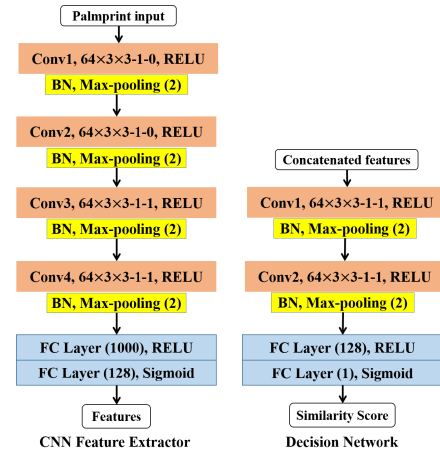 Palmprint input
Conv1, 64×3×3-1-0, RELU
BN, Max-pooling (2)
Conv2, 64×3×3-1-0, RELU
BN, Max-pooling (2)
Conv3, 64×3×3-1-1, RELU
BN, Max-pooling (2)
Conv4, 64×3×3-1-1, RELU
BN, Max-pooling (2)
FC Layer (1000), RELU
FC Layer (128), Sigmoid
Features
CNN Feature Extractor
Concatenated features
Conv1, 64×3×3-1-1, RELU
BN, Max-pooling (2)
Conv2, 64×3×3-1-1, RELU
BN, Max-pooling (2)
FC Layer (128), RELU
FC Layer (1), Sigmoid
Similarity Score
Decision Network